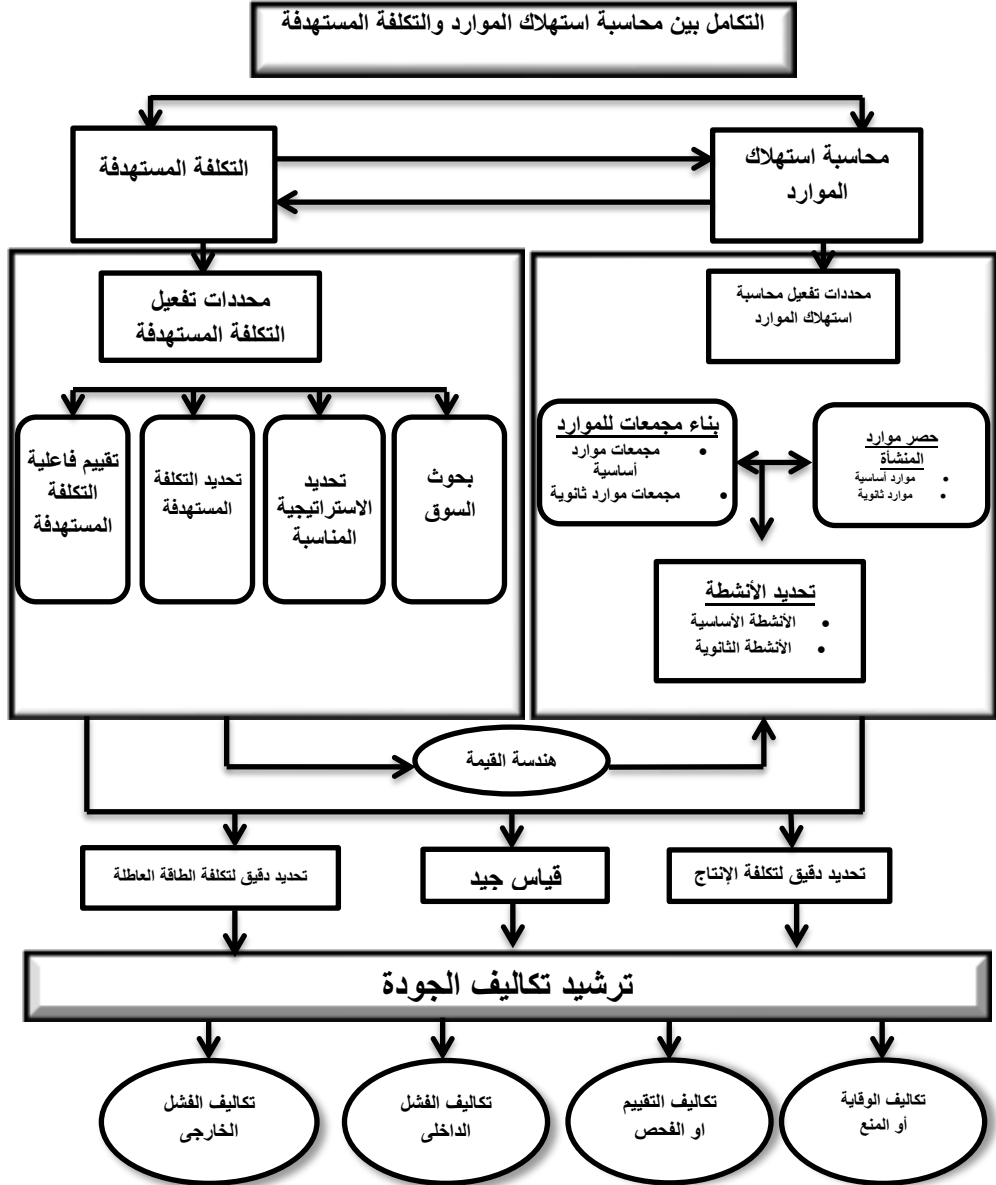 التكامل بين محاسبة استهلاك الموارد والتكلفة المستهدفة
محاسبة استهلاك
الموارد
التكلفة المستهدفة
محددات تفعيل محاسبة
استهلاك الموارد
حصر موارد
المنشأة
• موارد أساسية
• موارد ثانوية
بناء مجمعات للموارد
• مجمعات موارد
أساسية
• مجمعات موارد ثانوية
تحديد الأنشطة
• الأنشطة الأساسية
• الأنشطة الثانوية
محددات تفعيل
التكلفة المستهدفة
بحوث
السوق
تحديد
الاستراتيجية
المناسبة
تحديد التكلفة
المستهدفة
تقييم فاعلية
التكلفة
المستهدفة
هندسة القيمة
تحديد دقيق لتكلفة الإنتاج
قياس جيد
تحديد دقيق لتكلفة الطاقة العاطلة
ترشيد تكاليف الجودة
تكاليف الوقاية
أو المنع
تكاليف التقييم
او الفحص
تكاليف الفشل
الداخلى
تكاليف الفشل
الخارجى